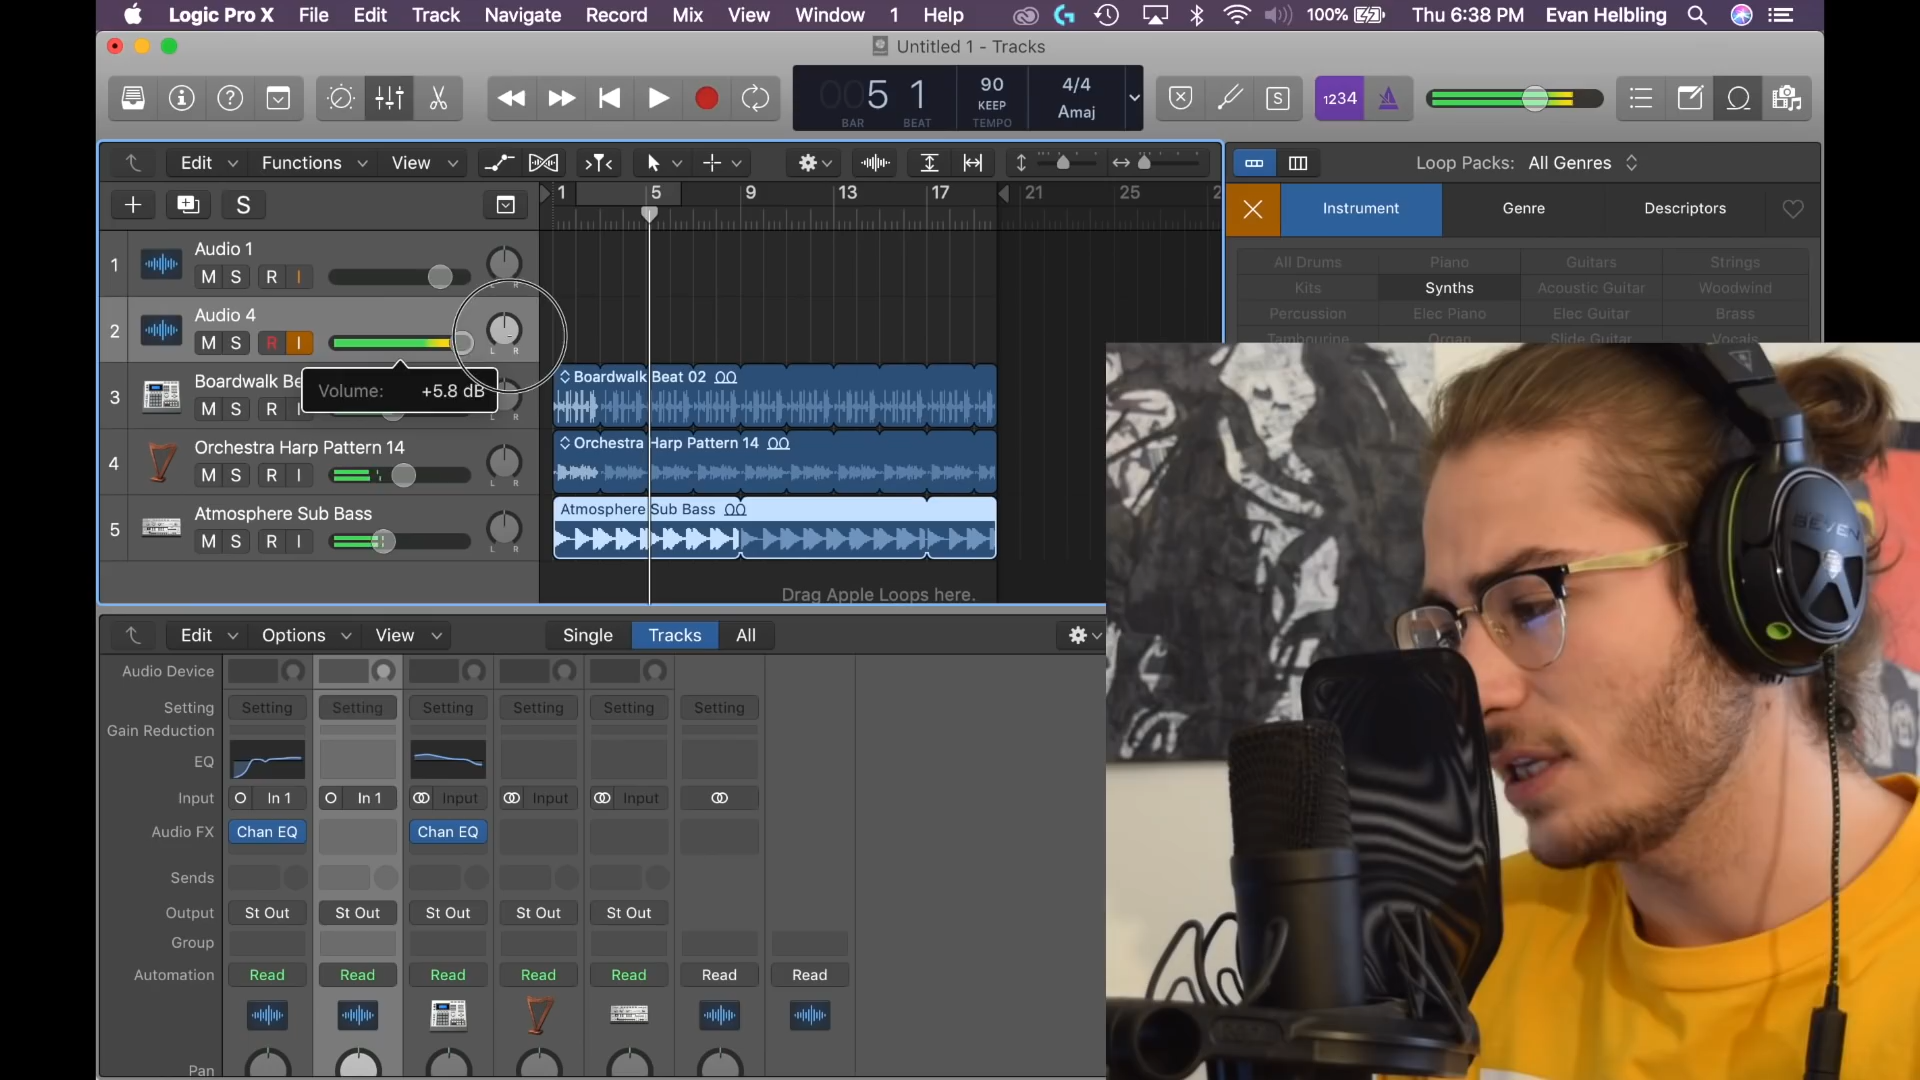 Logic Pro X File Edit Track Navigate Record Mix View Window 1 Help 100% Thu 6:38 PM Evan Helbling
Untitled 1 - Tracks
005 1 90 4/4
KEEP Amaj
BAR BEAT TEMPO
S 1234
Edit Functions View
Loop Packs: All Genres
S
1 5 9 13 17 21 25 2
Instrument Genre Descriptors
1 Audio 1
M S R I
L R
2 Audio 4
M S R I
L R
Volume: +5.8 dB
3 Boardwalk Be
M S R I
R
4 Orchestra Harp Pattern 14
M S R I
L R
5 Atmosphere Sub Bass
M S R I
L R
Boardwalk Beat 02
Orchestra Harp Pattern 14
Atmosphere Sub Bass
Drag Apple Loops here.
All Drums Piano Guitars Strings
Kits Synths Acoustic Guitar Woodwind
Percussion Elec Piano Elec Guitar Brass
Tambourine Organ Slide Guitar Vocals
Edit Options View Single Tracks All
Audio Device
Setting Setting Setting Setting Setting Setting Setting
Gain Reduction
EQ
Input In 1 In 1 Input Input Input
Audio FX Chan EQ Chan EQ
Sends
Output St Out St Out St Out St Out St Out
Group
Automation Read Read Read Read Read Read Read
Pan